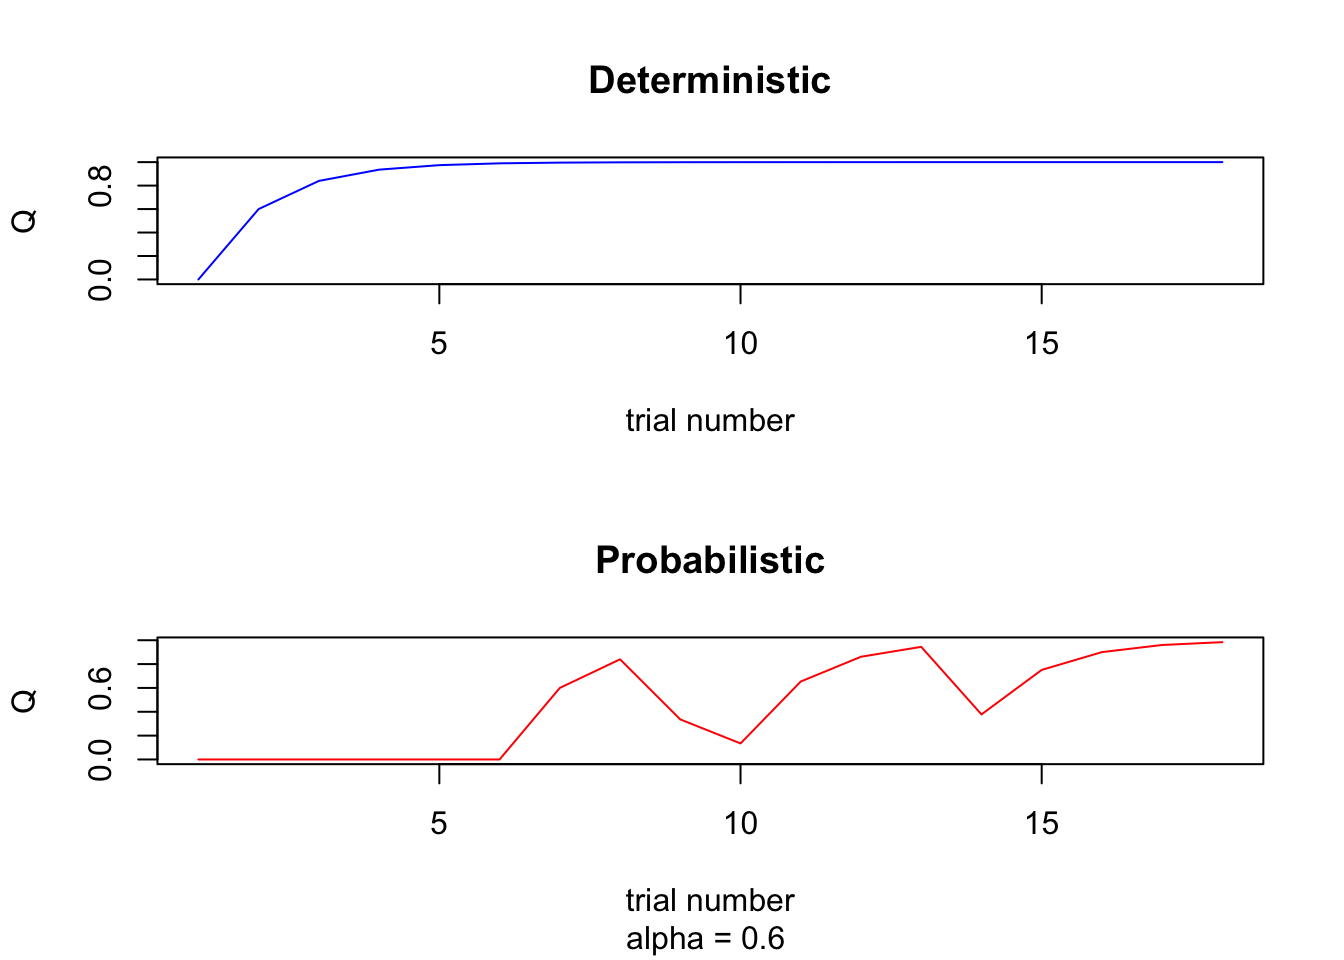 Deterministic
Q
0.8
0.0
5 10 15
trial number
Probabilistic
Q
0.6
0.0
5 10 15
trial number
alpha = 0.6